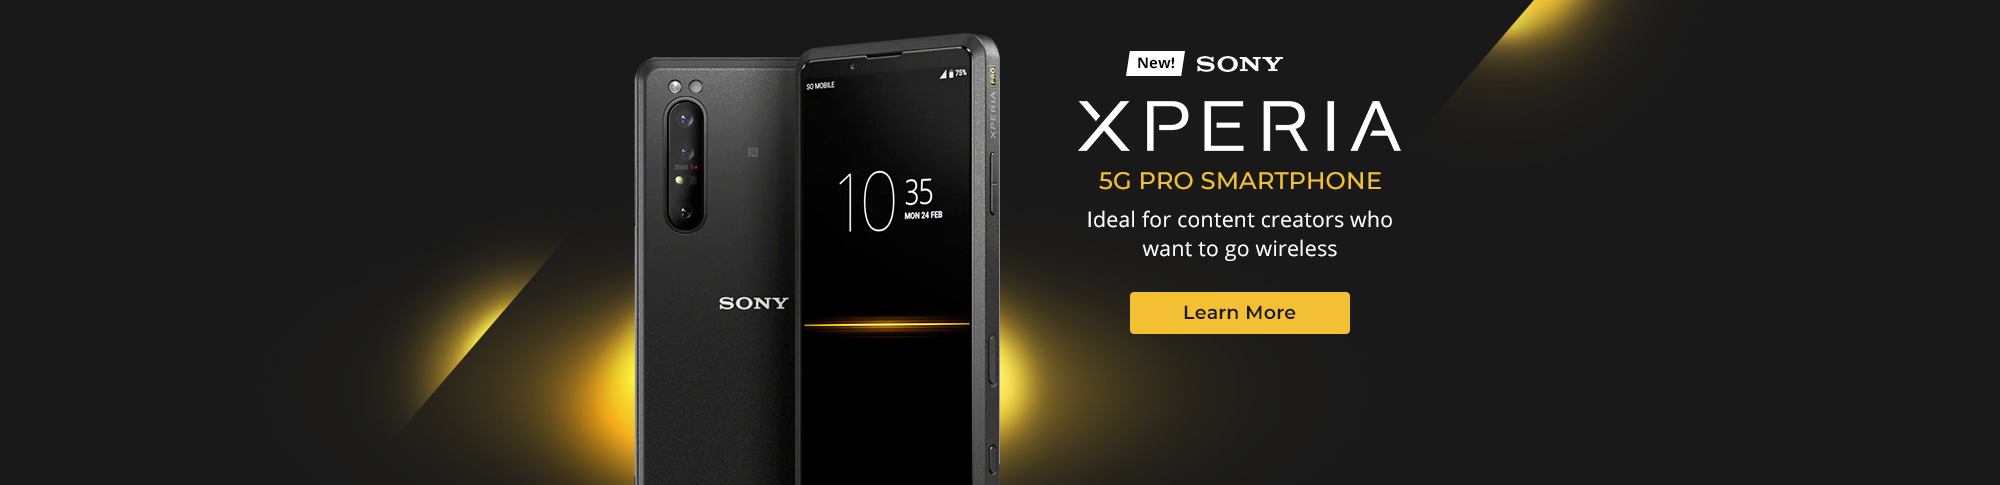 SO MOBILE
75%
10 35
MON 24 FEB
ZEISS T*
SONY
XPERIA PRO
New! SONY
XPERIA
5G PRO SMARTPHONE
Ideal for content creators who
want to go wireless
Learn More